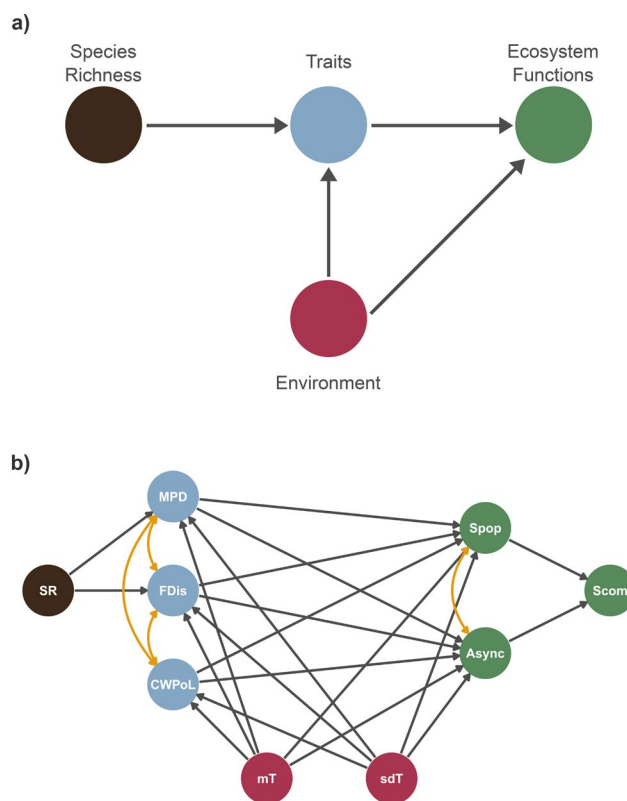 a)
Species
Richness
Traits
Ecosystem
Functions
Environment
b)
MPD
Spop
SR
FDis
Scom
Async
CWPoL
mT
sdT